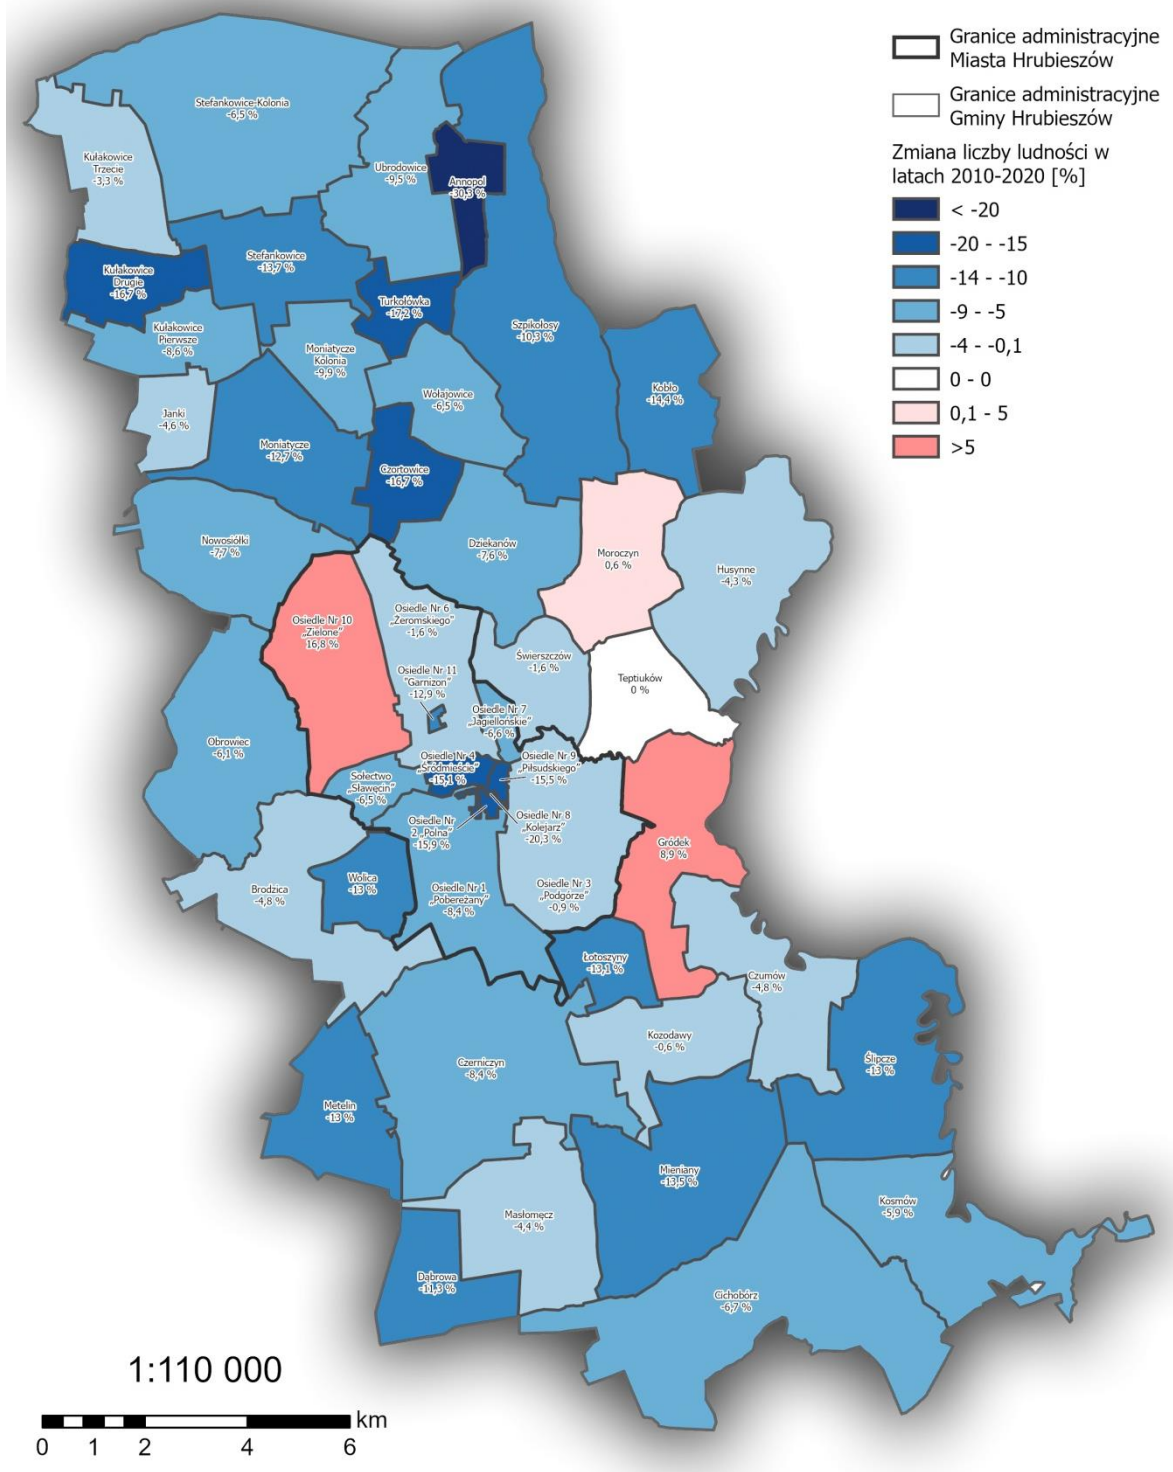 Granice administracyjne
Miasta Hrubieszów
Granice administracyjne
Gminy Hrubieszów
Zmiana liczby ludności w
latach 2010-2020 [%]
< -20
-20 - -15
-14 - -10
-9 - -5
-4 - -0,1
0 - 0
0,1 - 5
>5
Stefankowice-Kolonia
-6,5 %
Kułakowice
Trzecie
-3,3 %
Ubrodowice
-9,5 %
Annopol
-30,3 %
Stefankowice
-13,7 %
Kułakowice
Drugie
-16,7 %
Turkołówka
-17,2 %
Szpikołosy
-10,3 %
Kułakowice
Pierwsze
-8,6 %
Moniatycze
Kolonia
-9,9 %
Wołajowice
-6,5 %
Kobło
-14,4 %
Janki
-4,6 %
Moniatycze
-12,7 %
Czortowice
-16,7 %
Nowosiółki
-7,7 %
Dziekanów
-7,6 %
Moroczyn
0,6 %
Husynne
-4,3 %
Osiedle Nr 10
„Zielone”
16,8 %
Osiedle Nr 6
„Żeromskiego”
-1,6 %
Świerszczów
-1,6 %
Osiedle Nr 11
"Garnizon"
-12,9 %
Teptiuków
0 %
Osiedle Nr 7
„Jagiellońskie”
-6,6 %
Obrowiec
-6,1 %
Osiedle Nr 4
„Śródmieście”
-15,1 %
Osiedle Nr 9
„Piłsudskiego”
-15,5 %
Sołectwo
„Sławęcin”
-6,5 %
Osiedle Nr
2 „Polna”
-15,9 %
Osiedle Nr 8
„Kolejarz”
-20,3 %
Gródek
8,9 %
Wolica
-13 %
Brodzica
-4,8 %
Osiedle Nr 1
„Pobereżany”
-8,4 %
Osiedle Nr 3
„Podgórze”
-0,9 %
Łotoszyny
-13,1 %
Czumów
-4,8 %
Kozodawy
-0,6 %
Czerniczyn
-8,4 %
Ślipcze
-13 %
Metelin
-13 %
Mieniany
-13,5 %
Masłomęcz
-4,4 %
Kosmów
-5,9 %
Dąbrowa
-11,3 %
Cichobórz
-6,7 %
1:110 000
km
0 1 2 4 6